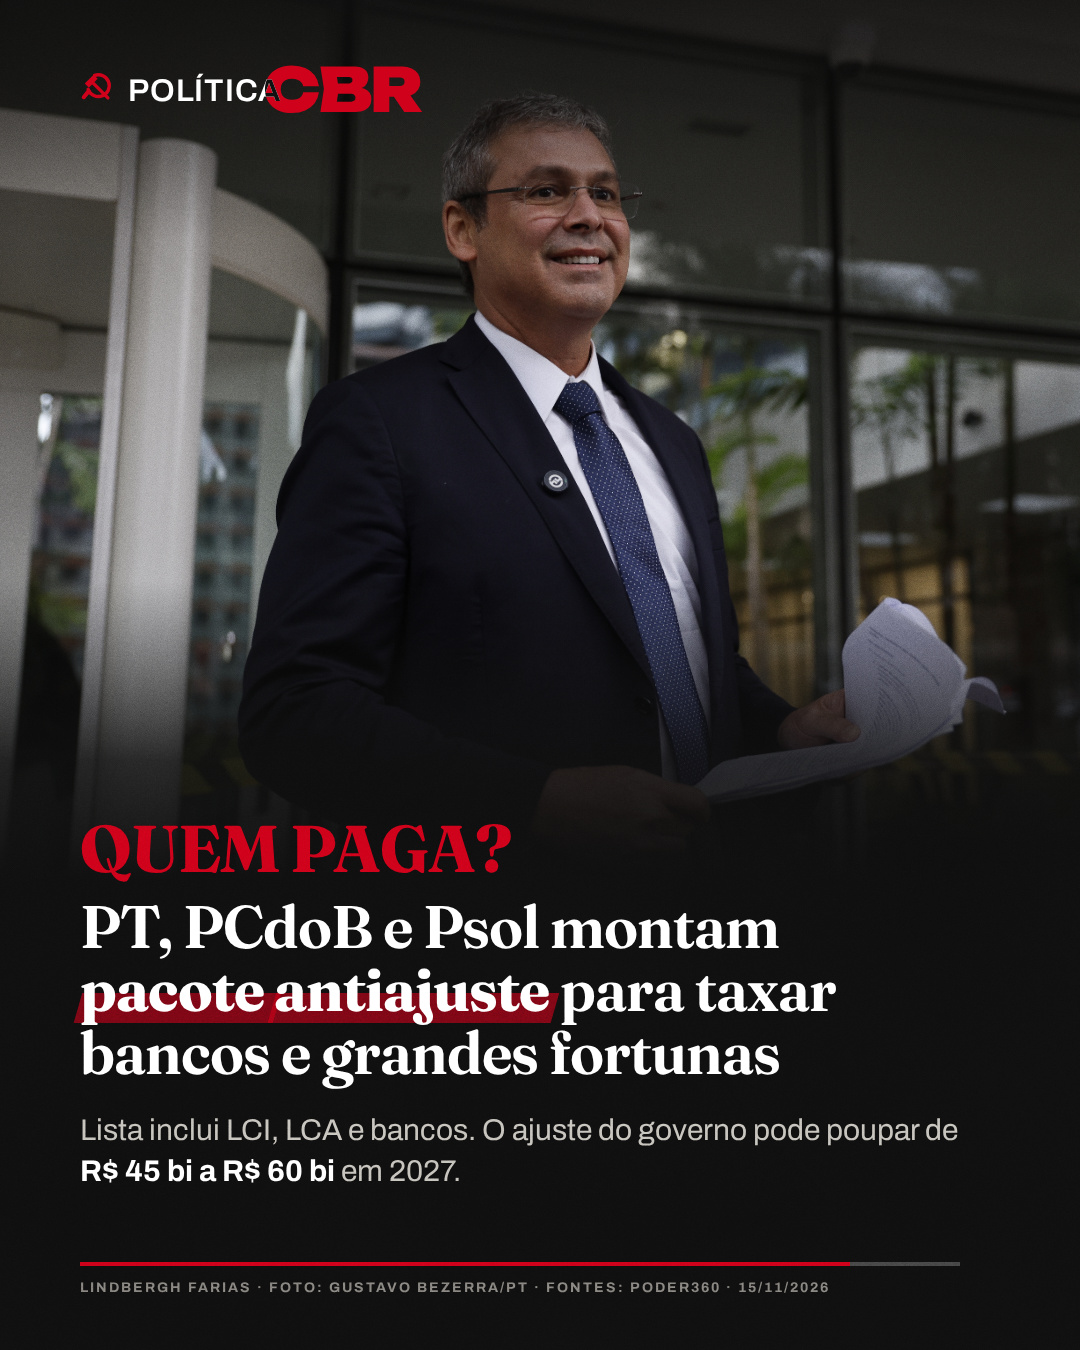 POLÍTICA CBR
QUEM PAGA?
PT, PCdoB e Psol montam
pacote antiajuste para taxar
bancos e grandes fortunas
Lista inclui LCI, LCA e bancos. O ajuste do governo pode poupar de
R$ 45 bi a R$ 60 bi em 2027.
LINDBERGH FARIAS · FOTO: GUSTAVO BEZERRA/PT · FONTES: PODER360 · 15/11/2026